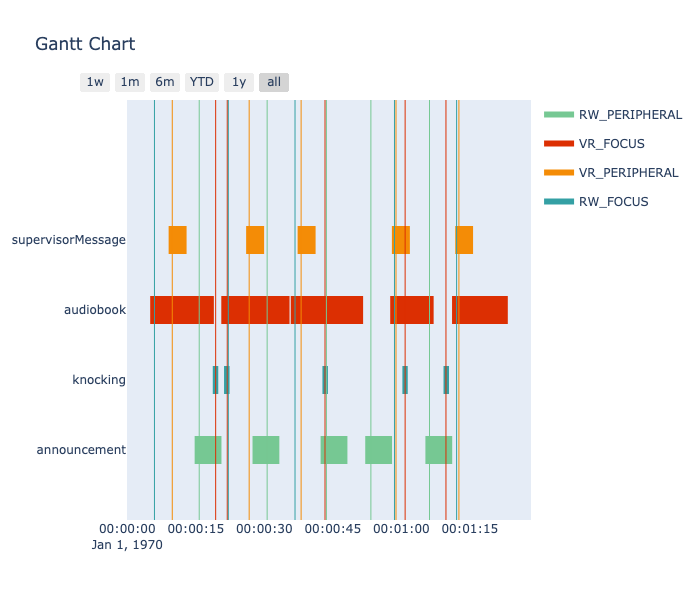 Gantt Chart
1w 1m 6m YTD 1y all
RW_PERIPHERAL
VR_FOCUS
VR_PERIPHERAL
RW_FOCUS
supervisorMessage
audiobook
knocking
announcement
00:00:00 00:00:15 00:00:30 00:00:45 00:01:00 00:01:15
Jan 1, 1970